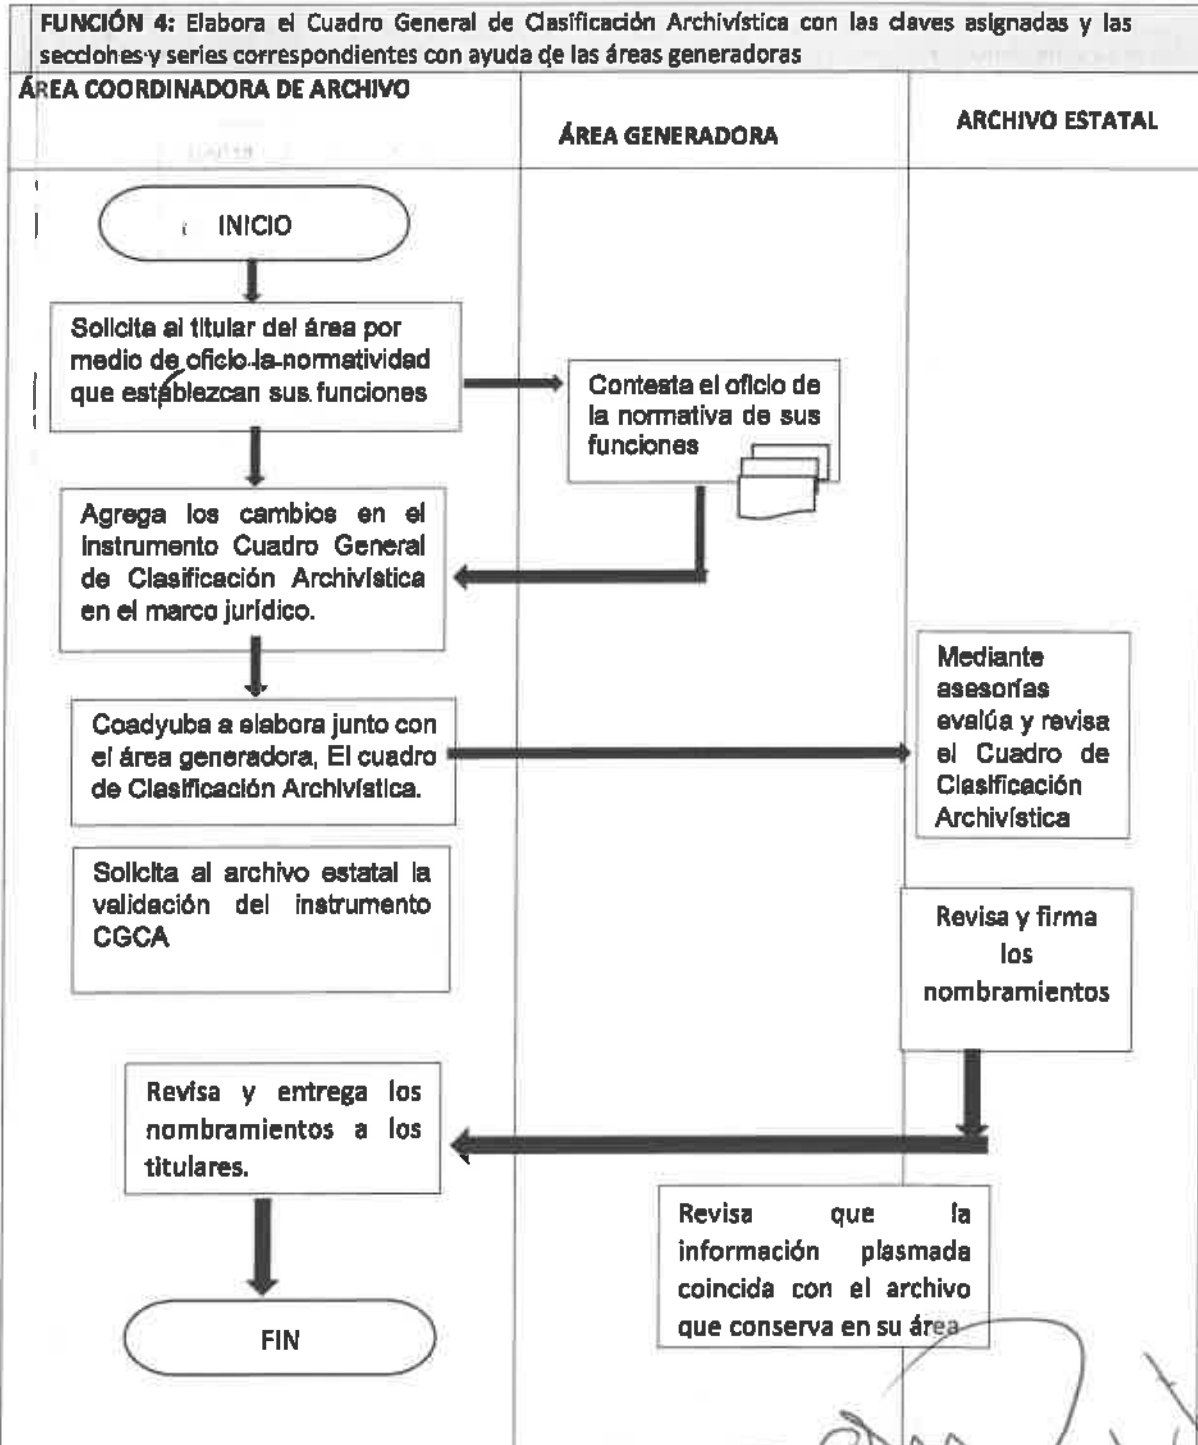 FUNCIÓN 4: Elabora el Cuadro General de Clasificación Archivística con las claves asignadas y las
secciones y series correspondientes con ayuda de las áreas generadoras
ÁREA COORDINADORA DE ARCHIVO
ÁREA GENERADORA
ARCHIVO ESTATAL
INICIO
Solicita al titular del área por
medio de oficio la normatividad
que establezcan sus funciones
Contesta el oficio de
la normativa de sus
funciones
Agrega los cambios en el
instrumento Cuadro General
de Clasificación Archivística
en el marco jurídico.
Coadyuba a elabora junto con
el área generadora, El cuadro
de Clasificación Archivística.
Mediante
asesorías
evalúa y revisa
el Cuadro de
Clasificación
Archivística
Solicita al archivo estatal la
validación del instrumento
CGCA
Revisa y firma
los
nombramientos
Revisa y entrega los
nombramientos a los
titulares.
Revisa que la
información plasmada
coincida con el archivo
que conserva en su área
FIN